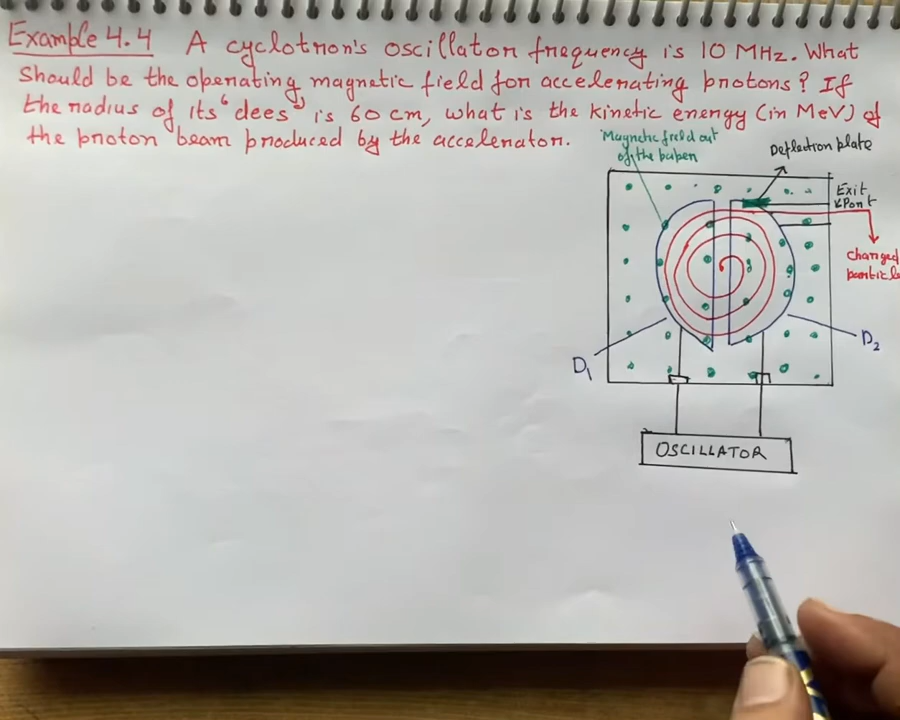 Example 4.4 A cyclotron's oscillator frequency is 10 MHz. What
should be the operating magnetic field for accelerating protons? If
the radius of its "dees" is 60 cm, what is the kinetic energy (in MeV) of
the proton beam produced by the accelerator.
Magnetic field out
of the paper
Deflection plate
Exit
Port
Charged
particle
D1
D2
OSCILLATOR